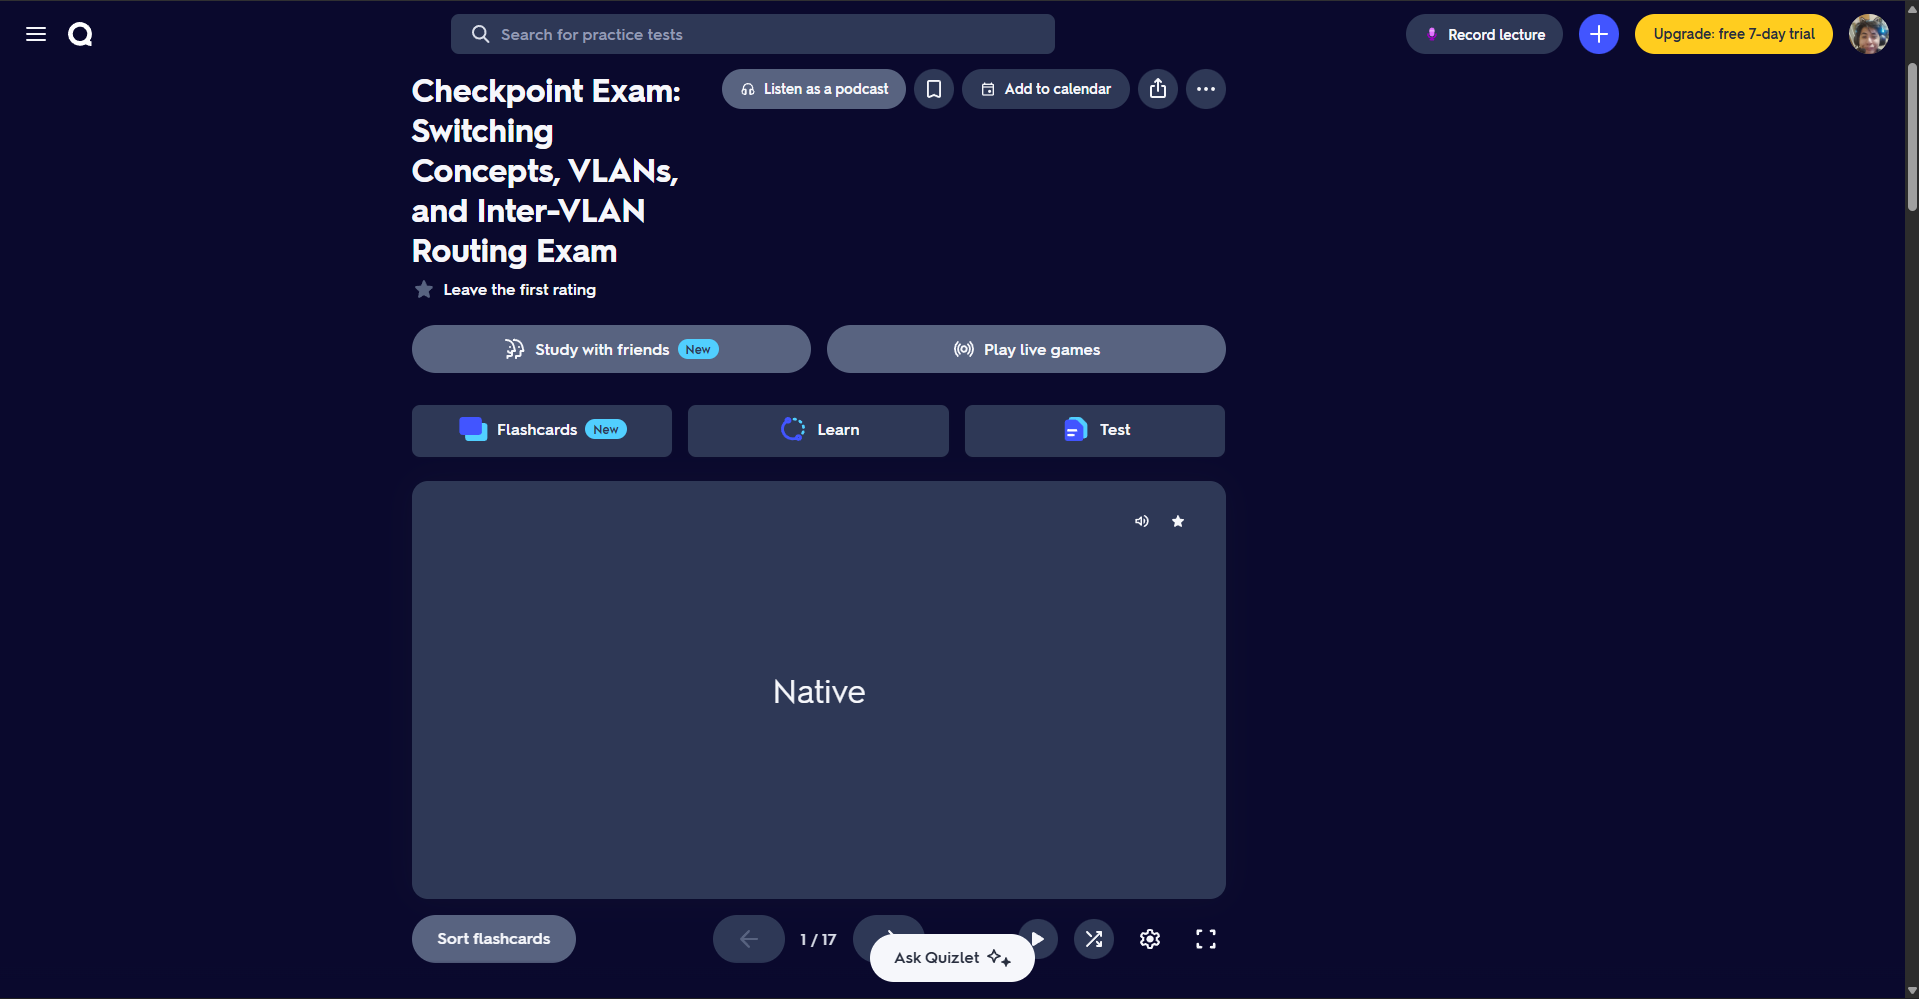 Search for practice tests
Record lecture
Upgrade: free 7-day trial
Checkpoint Exam:
Switching
Concepts, VLANs,
and Inter-VLAN
Routing Exam
Listen as a podcast
Add to calendar
Leave the first rating
Study with friends New
Play live games
Flashcards New
Learn
Test
Native
Sort flashcards
1 / 17
Ask Quizlet